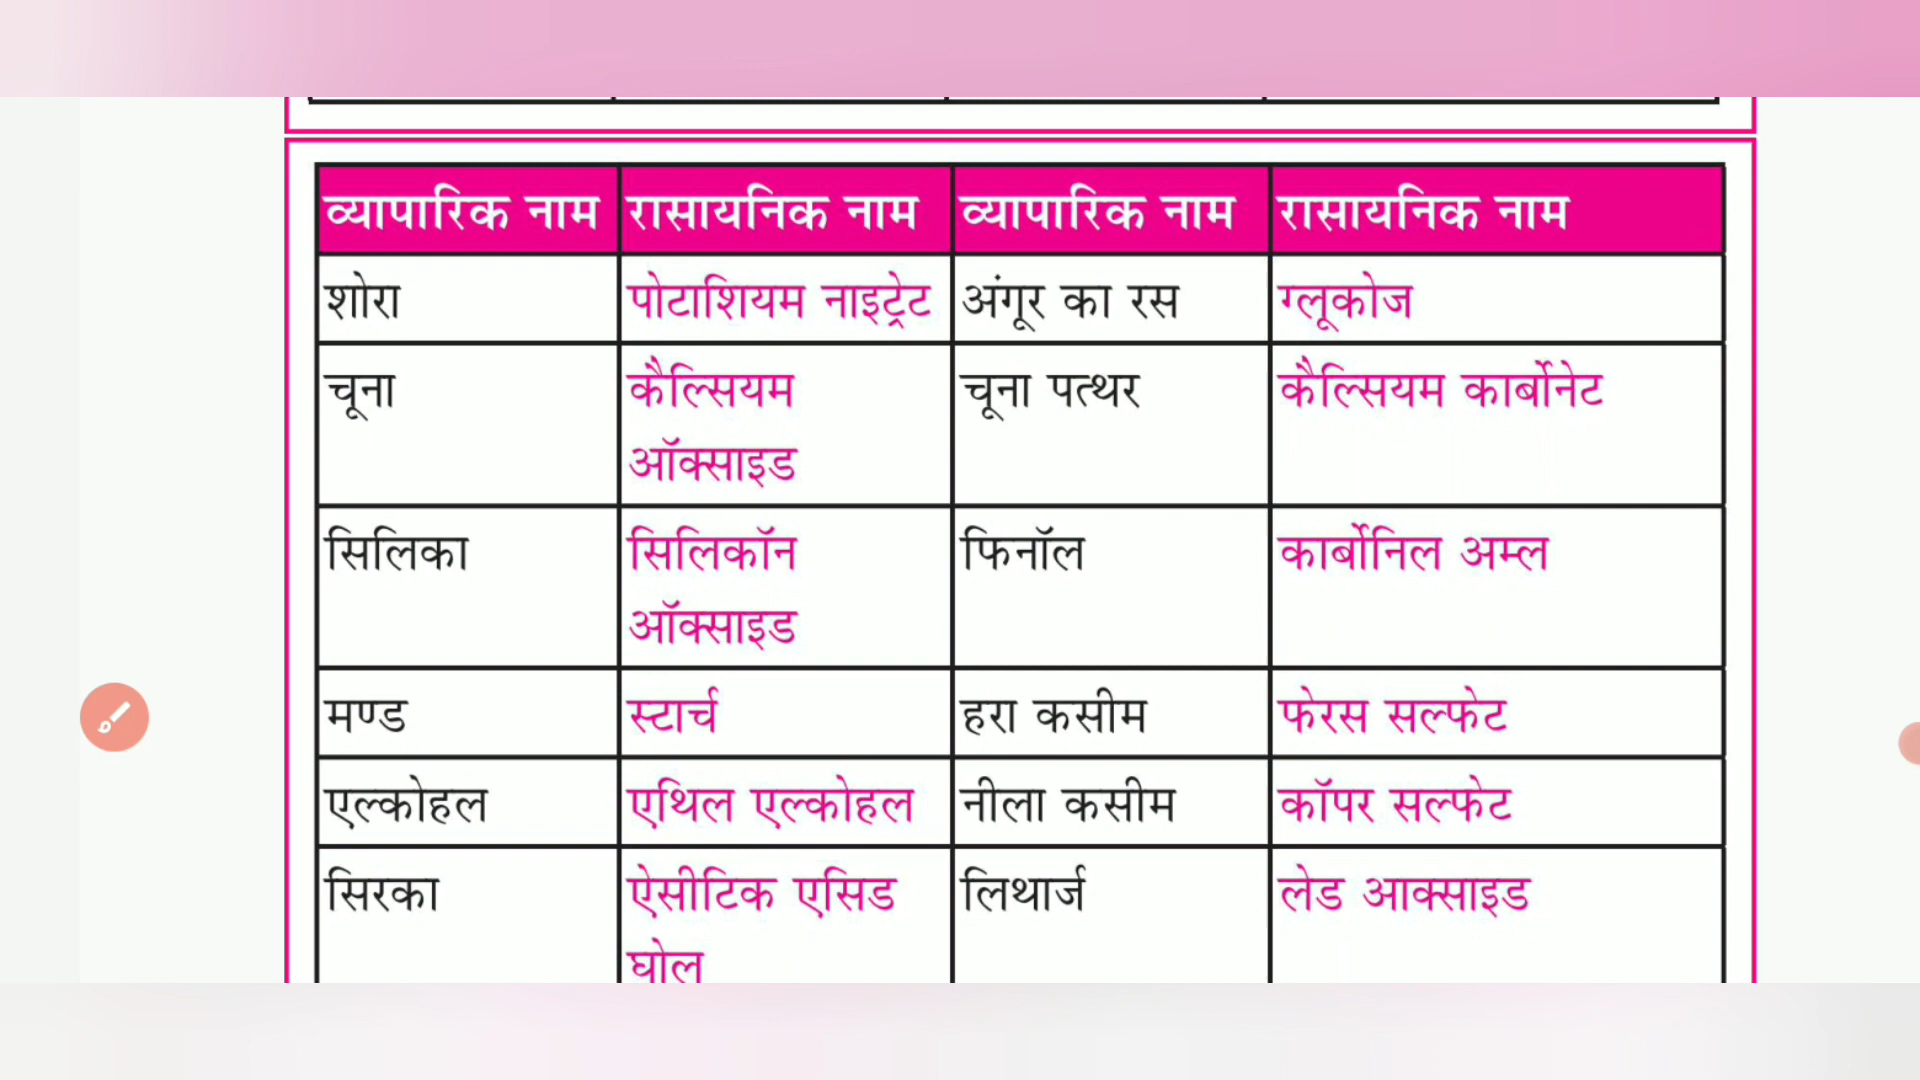 व्यापारिक नाम रासायनिक नाम व्यापारिक नाम रासायनिक नाम
शोरा पोटाशियम नाइट्रेट अंगूर का रस ग्लूकोज
चूना कैल्सियम चूना पत्थर कैल्सियम कार्बोनेट
ऑक्साइड
सिलिका सिलिकॉन फिनॉल कार्बोनिल अम्ल
ऑक्साइड
मण्ड स्टार्च हरा कसीम फेरस सल्फेट
एल्कोहल एथिल एल्कोहल नीला कसीम कॉपर सल्फेट
सिरका ऐसीटिक एसिड लिथार्ज लेड आक्साइड
घोल